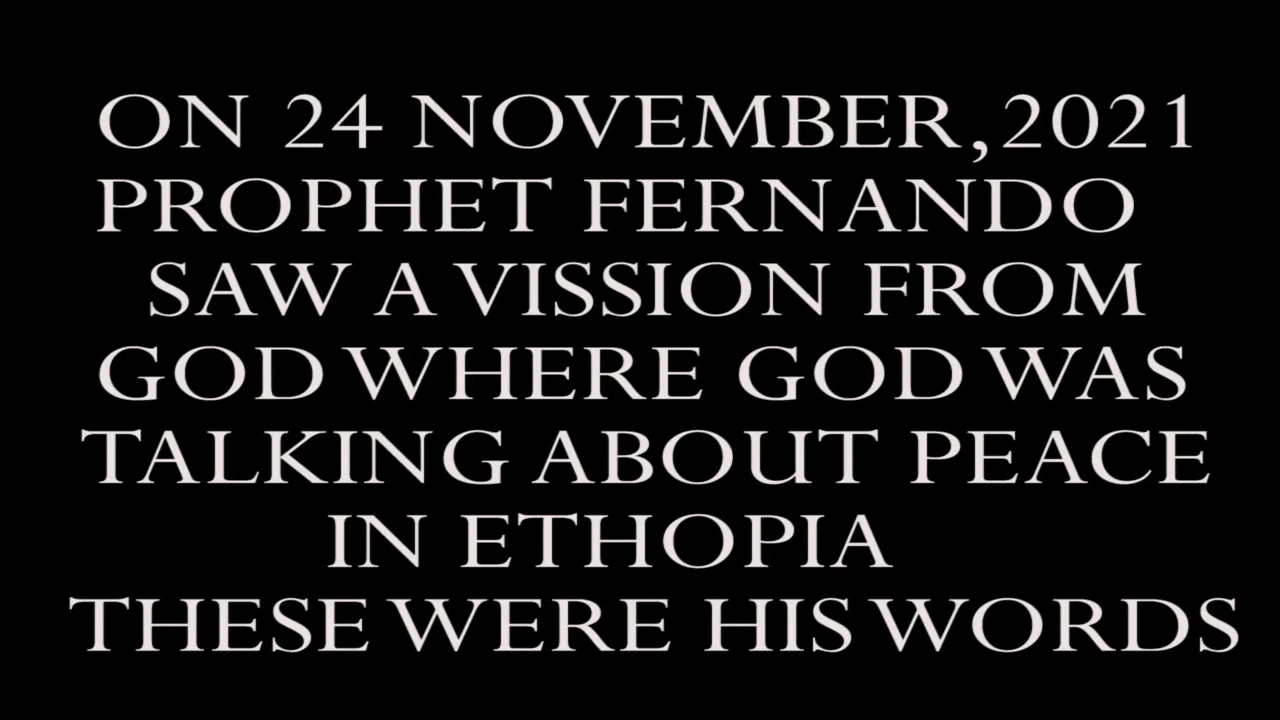 ON 24 NOVEMBER,2021
PROPHET FERNANDO
SAW A VISSION FROM
GOD WHERE GOD WAS
TALKING ABOUT PEACE
IN ETHOPIA
THESE WERE HIS WORDS